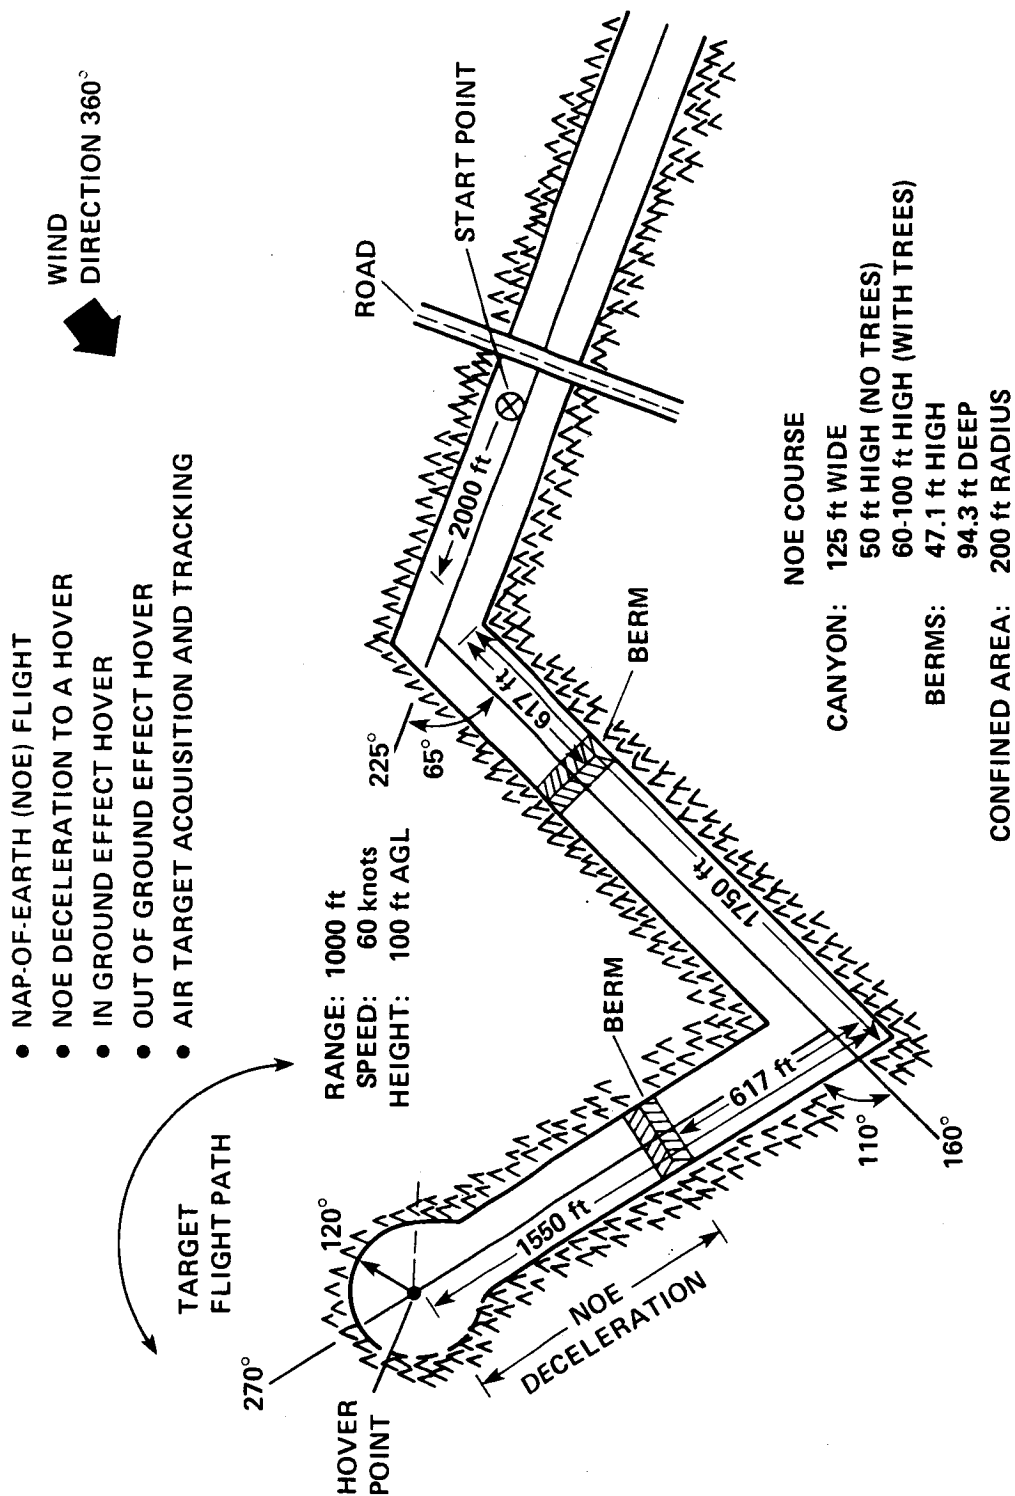 • NAP-OF-EARTH (NOE) FLIGHT
• NOE DECELERATION TO A HOVER
• IN GROUND EFFECT HOVER
• OUT OF GROUND EFFECT HOVER
• AIR TARGET ACQUISITION AND TRACKING
WIND
DIRECTION 360°
TARGET
FLIGHT PATH
RANGE: 1000 ft
SPEED: 60 knots
HEIGHT: 100 ft AGL
270°
120°
HOVER
POINT
1550 ft
NOE
DECELERATION
BERM
617 ft
110°
160°
1750 ft
225°
65°
617 ft
BERM
2000 ft
ROAD
START POINT
NOE COURSE
CANYON: 125 ft WIDE
50 ft HIGH (NO TREES)
60-100 ft HIGH (WITH TREES)
BERMS: 47.1 ft HIGH
94.3 ft DEEP
CONFINED AREA: 200 ft RADIUS